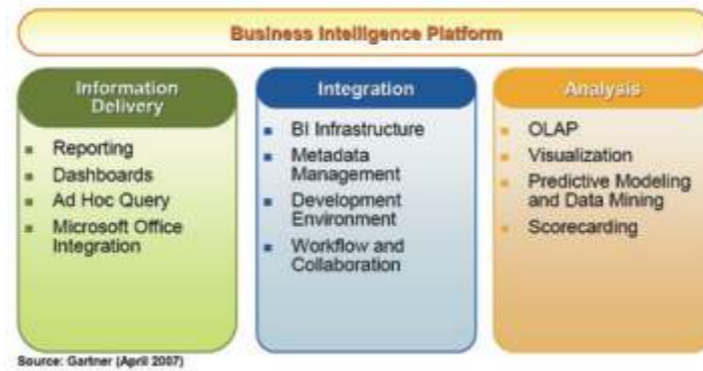 Business Intelligence Platform
Information
Delivery
Reporting
Dashboards
Ad Hoc Query
Microsoft Office
Integration
Integration
BI Infrastructure
Metadata
Management
Development
Environment
Workflow and
Collaboration
Analysis
OLAP
Visualization
Predictive Modeling
and Data Mining
Scorecarding
Source: Gartner (April 2007)